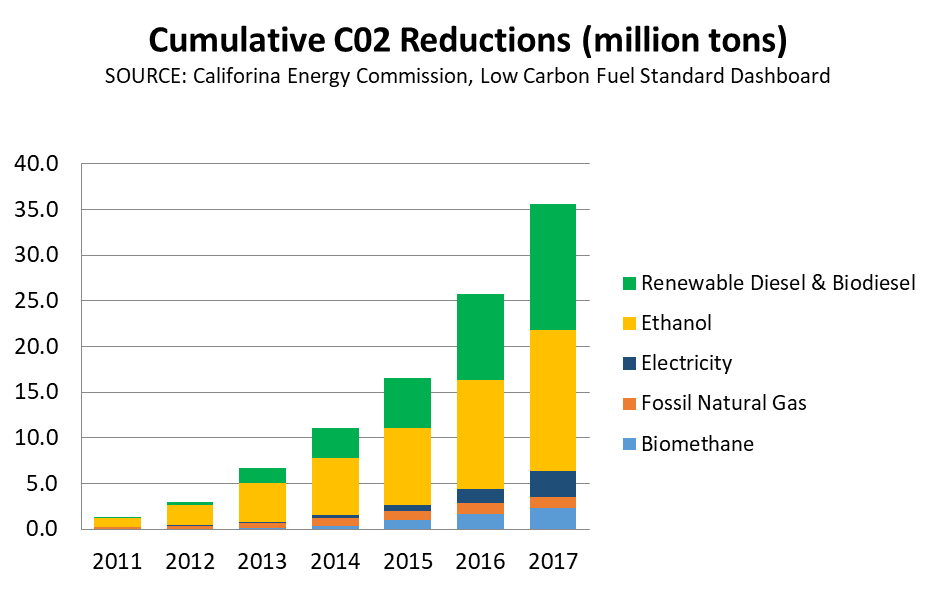 Cumulative C02 Reductions (million tons)
SOURCE: Califorina Energy Commission, Low Carbon Fuel Standard Dashboard
40.0
35.0
30.0
25.0
20.0
15.0
10.0
5.0
0.0
2011 2012 2013 2014 2015 2016 2017
Renewable Diesel & Biodiesel
Ethanol
Electricity
Fossil Natural Gas
Biomethane